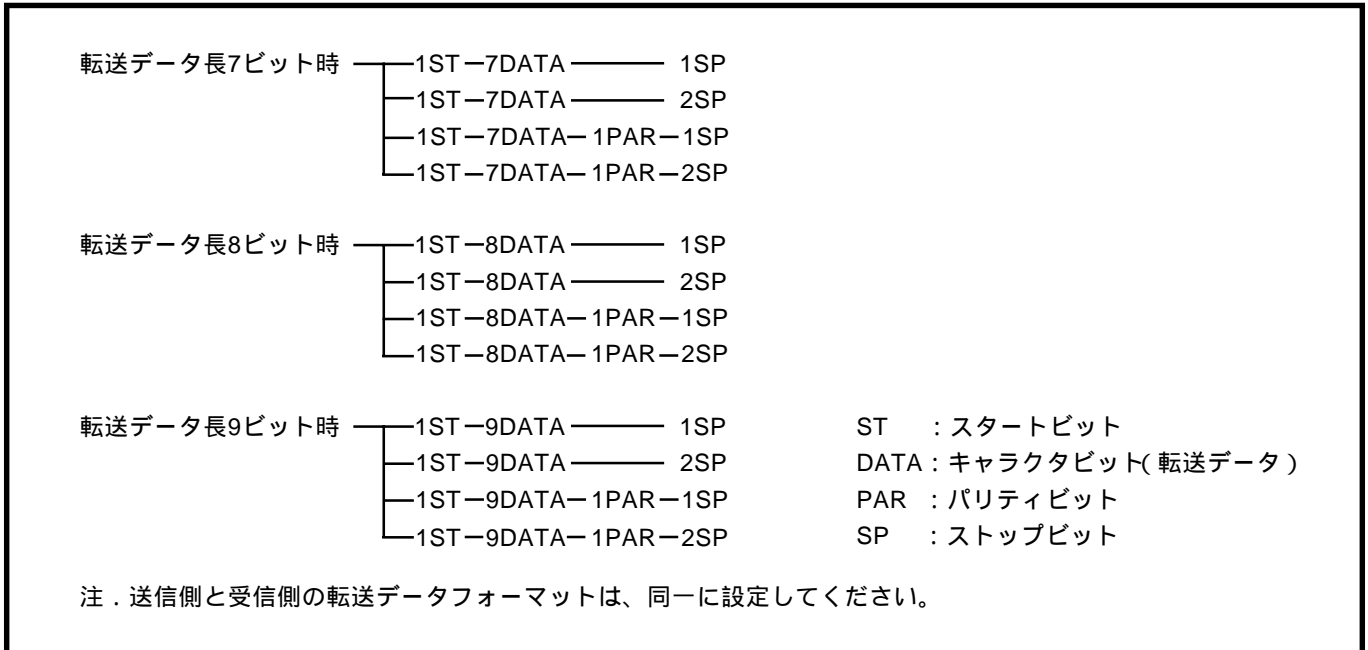 転送データ長7ビット時 1ST―7DATA 1SP
1ST―7DATA 2SP
1ST―7DATA―1PAR―1SP
1ST―7DATA―1PAR―2SP
転送データ長8ビット時 1ST―8DATA 1SP
1ST―8DATA 2SP
1ST―8DATA―1PAR―1SP
1ST―8DATA―1PAR―2SP
転送データ長9ビット時 1ST―9DATA 1SP
1ST―9DATA 2SP
1ST―9DATA―1PAR―1SP
1ST―9DATA―1PAR―2SP
ST :スタートビット
DATA:キャラクタビット(転送データ)
PAR :パリティビット
SP :ストップビット
注.送信側と受信側の転送データフォーマットは、同一に設定してください。